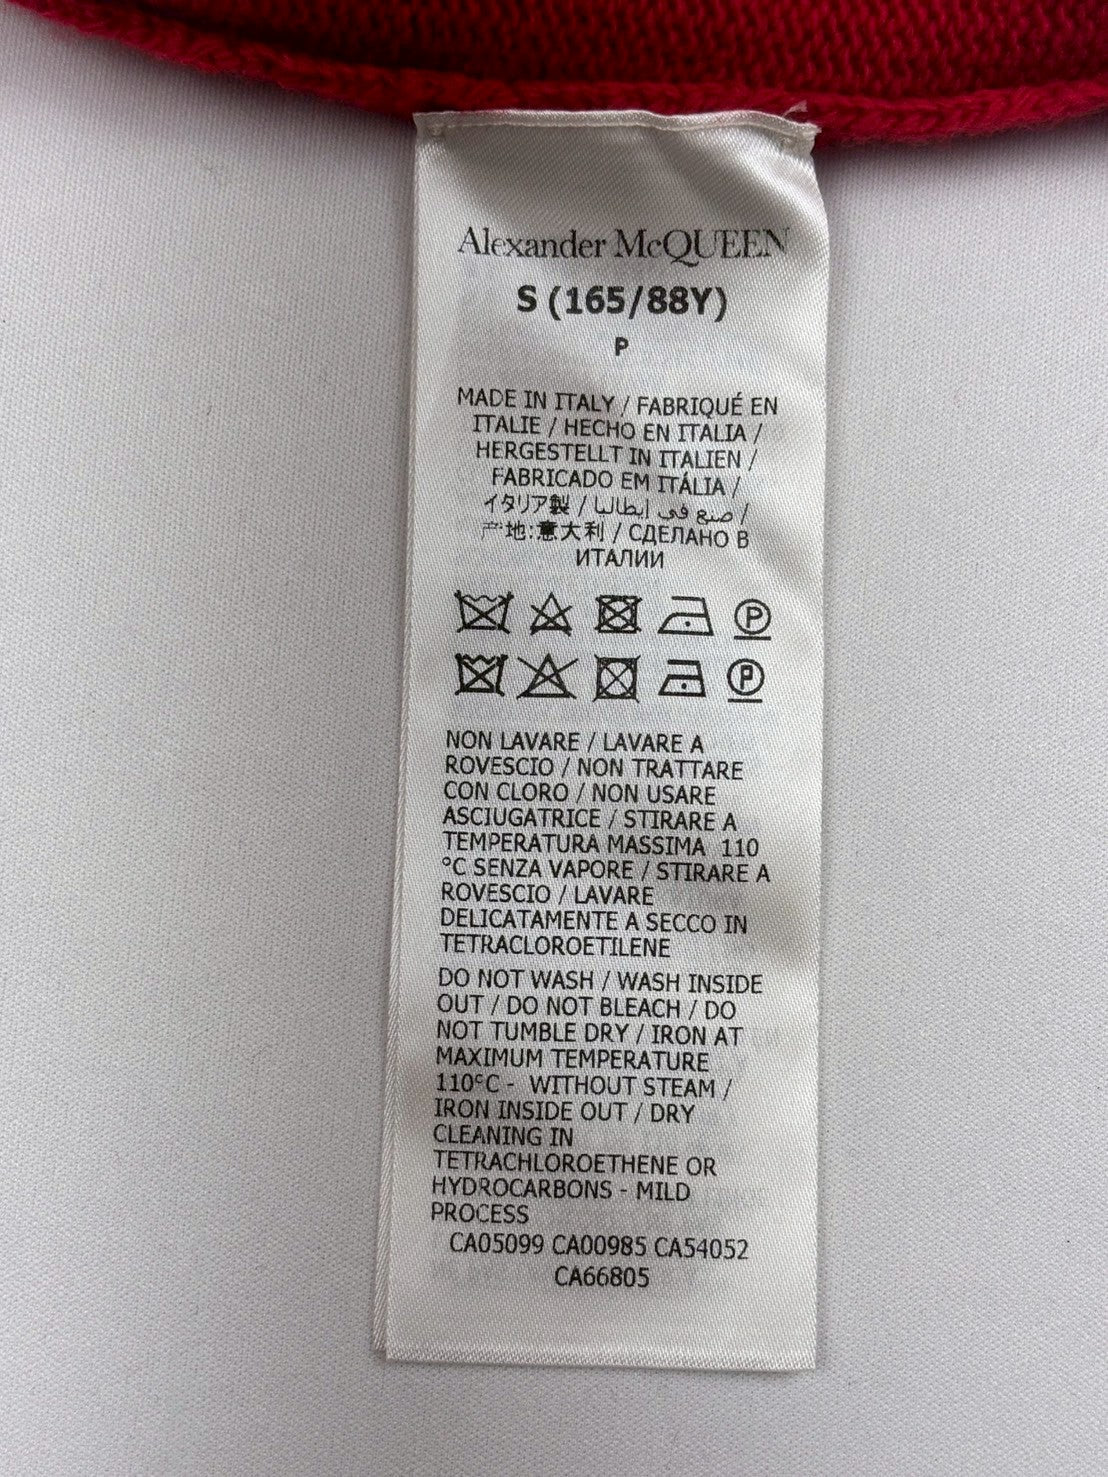 Alexander McQUEEN
S (165/88Y)
P
MADE IN ITALY / FABRIQUÉ EN
ITALIE / HECHO EN ITALIA /
HERGESTELLT IN ITALIEN /
FABRICADO EM ITÁLIA /
イタリア製 / صنع في إيطاليا /
产地:意大利 / СДЕЛАНО В
ИТАЛИИ
P
P
NON LAVARE / LAVARE A
ROVESCIO / NON TRATTARE
CON CLORO / NON USARE
ASCIUGATRICE / STIRARE A
TEMPERATURA MASSIMA 110
°C SENZA VAPORE / STIRARE A
ROVESCIO / LAVARE
DELICATAMENTE A SECCO IN
TETRACLOROETILENE
DO NOT WASH / WASH INSIDE
OUT / DO NOT BLEACH / DO
NOT TUMBLE DRY / IRON AT
MAXIMUM TEMPERATURE
110°C - WITHOUT STEAM /
IRON INSIDE OUT / DRY
CLEANING IN
TETRACHLOROETHENE OR
HYDROCARBONS - MILD
PROCESS
CA05099 CA00985 CA54052
CA66805